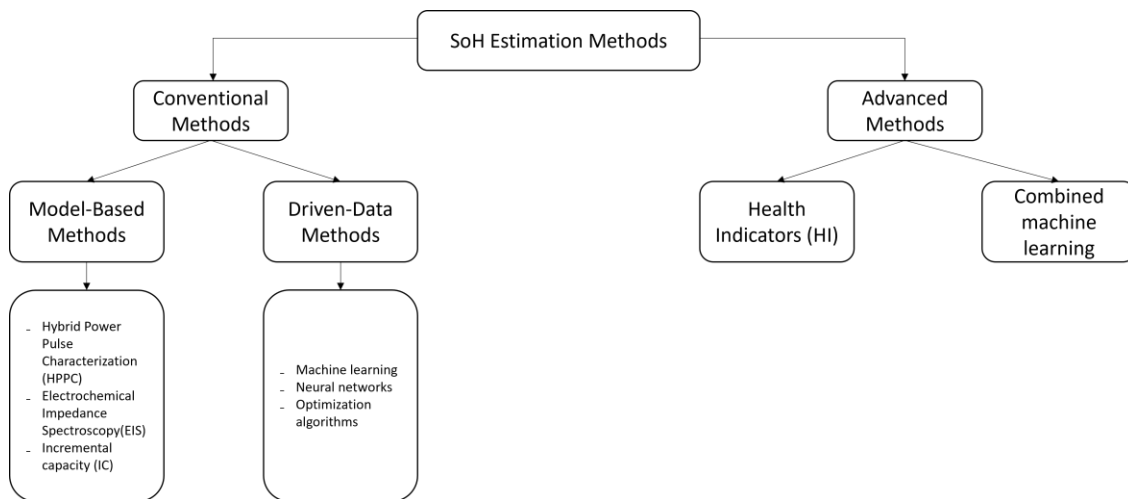 SoH Estimation Methods
Conventional
Methods
Advanced
Methods
Model-Based
Methods
Driven-Data
Methods
Health
Indicators (HI)
Combined
machine
learning
- Hybrid Power
Pulse
Characterization
(HPPC)
- Electrochemical
Impedance
Spectroscopy(EIS)
- Incremental
capacity (IC)
- Machine learning
- Neural networks
- Optimization
algorithms